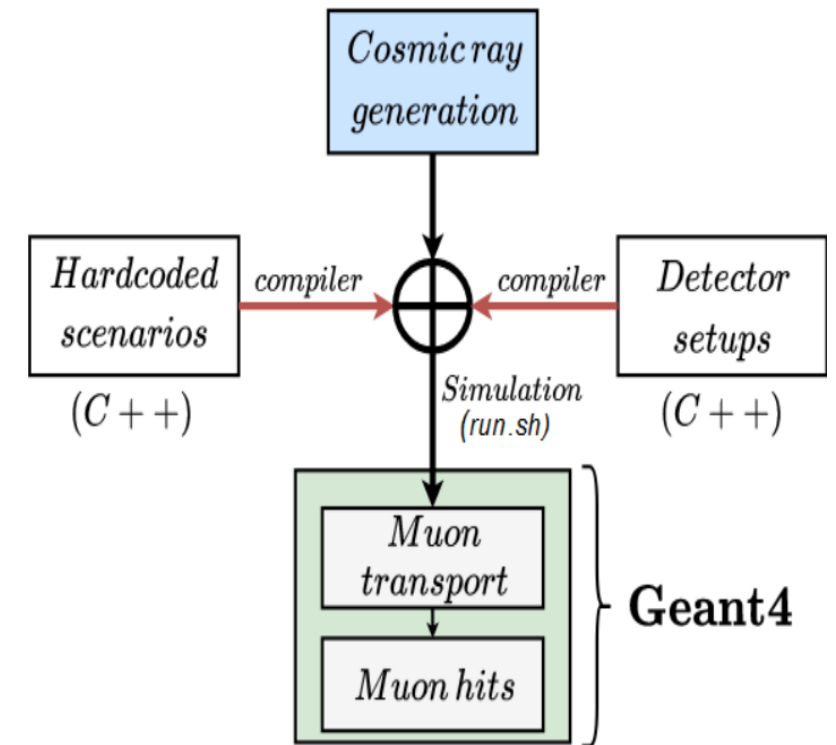 Cosmic ray
generation
Hardcoded
scenarios
(C++)
compiler
compiler
Detector
setups
(C++)
Simulation
(run.sh)
Muon
transport
Muon hits
Geant4